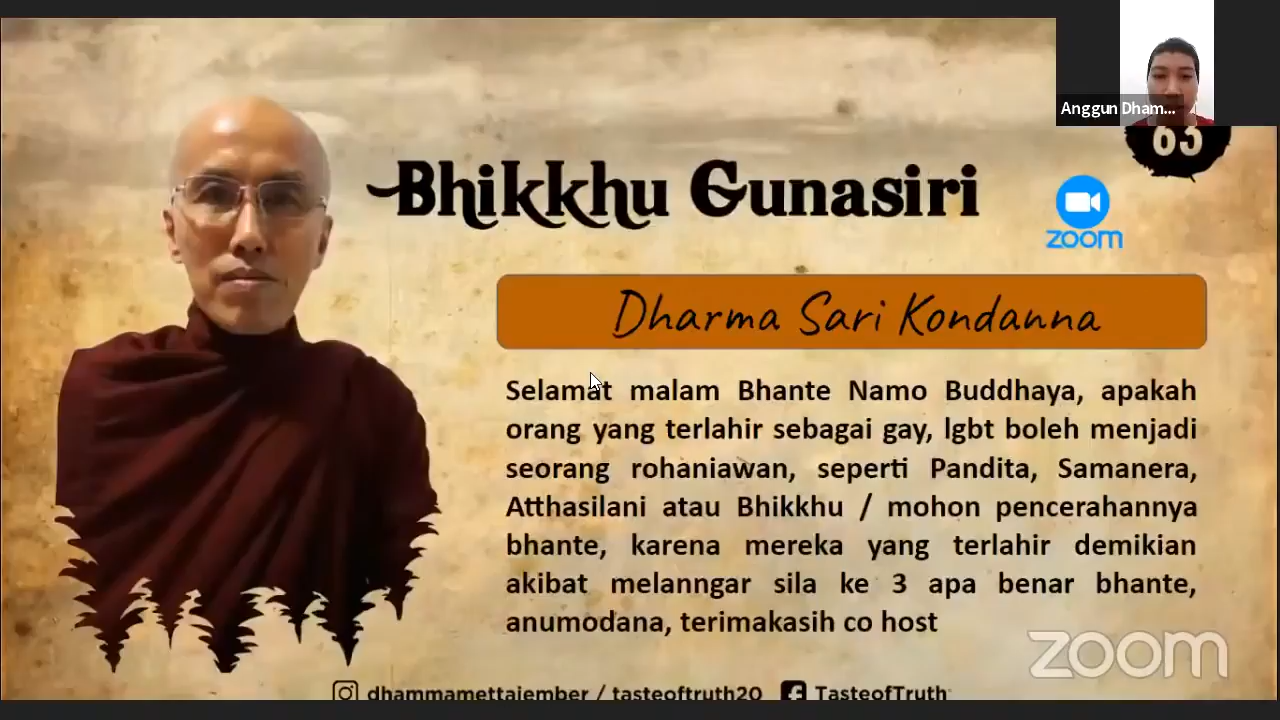 Anggun Dham...
63
Bhikkhu Gunasiri
zoom
Dharma Sari Kondanna
Selamat malam Bhante Namo Buddhaya, apakah
orang yang terlahir sebagai gay, lgbt boleh menjadi
seorang rohaniawan, seperti Pandita, Samanera,
Atthasilani atau Bhikkhu / mohon pencerahannya
bhante, karena mereka yang terlahir demikian
akibat melanngar sila ke 3 apa benar bhante,
anumodana, terimakasih co host
zoom
dhammamettajember / tasteoftruth20 TasteofTruth